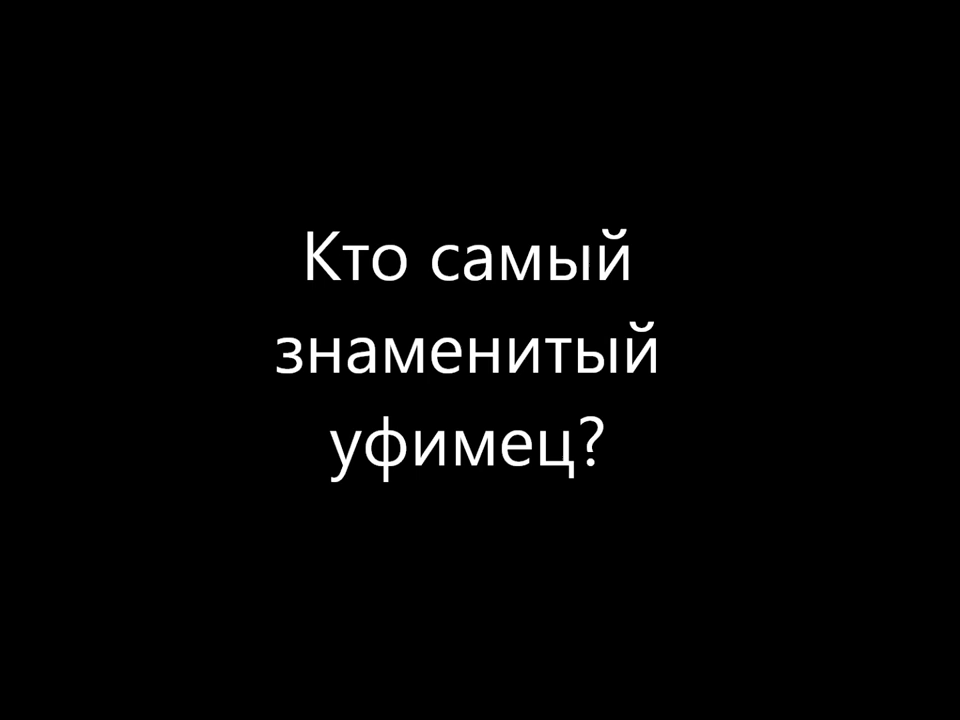 Кто самый
знаменитый
уфимец?